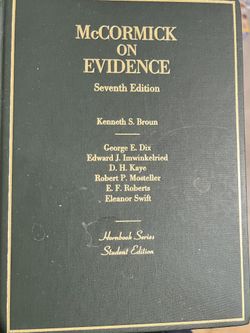 McCORMICK
ON
EVIDENCE
Seventh Edition
Kenneth S. Broun
George E. Dix
Edward J. Imwinkelried
D. H. Kaye
Robert P. Mosteller
E. F. Roberts
Eleanor Swift
Hornbook Series
Student Edition